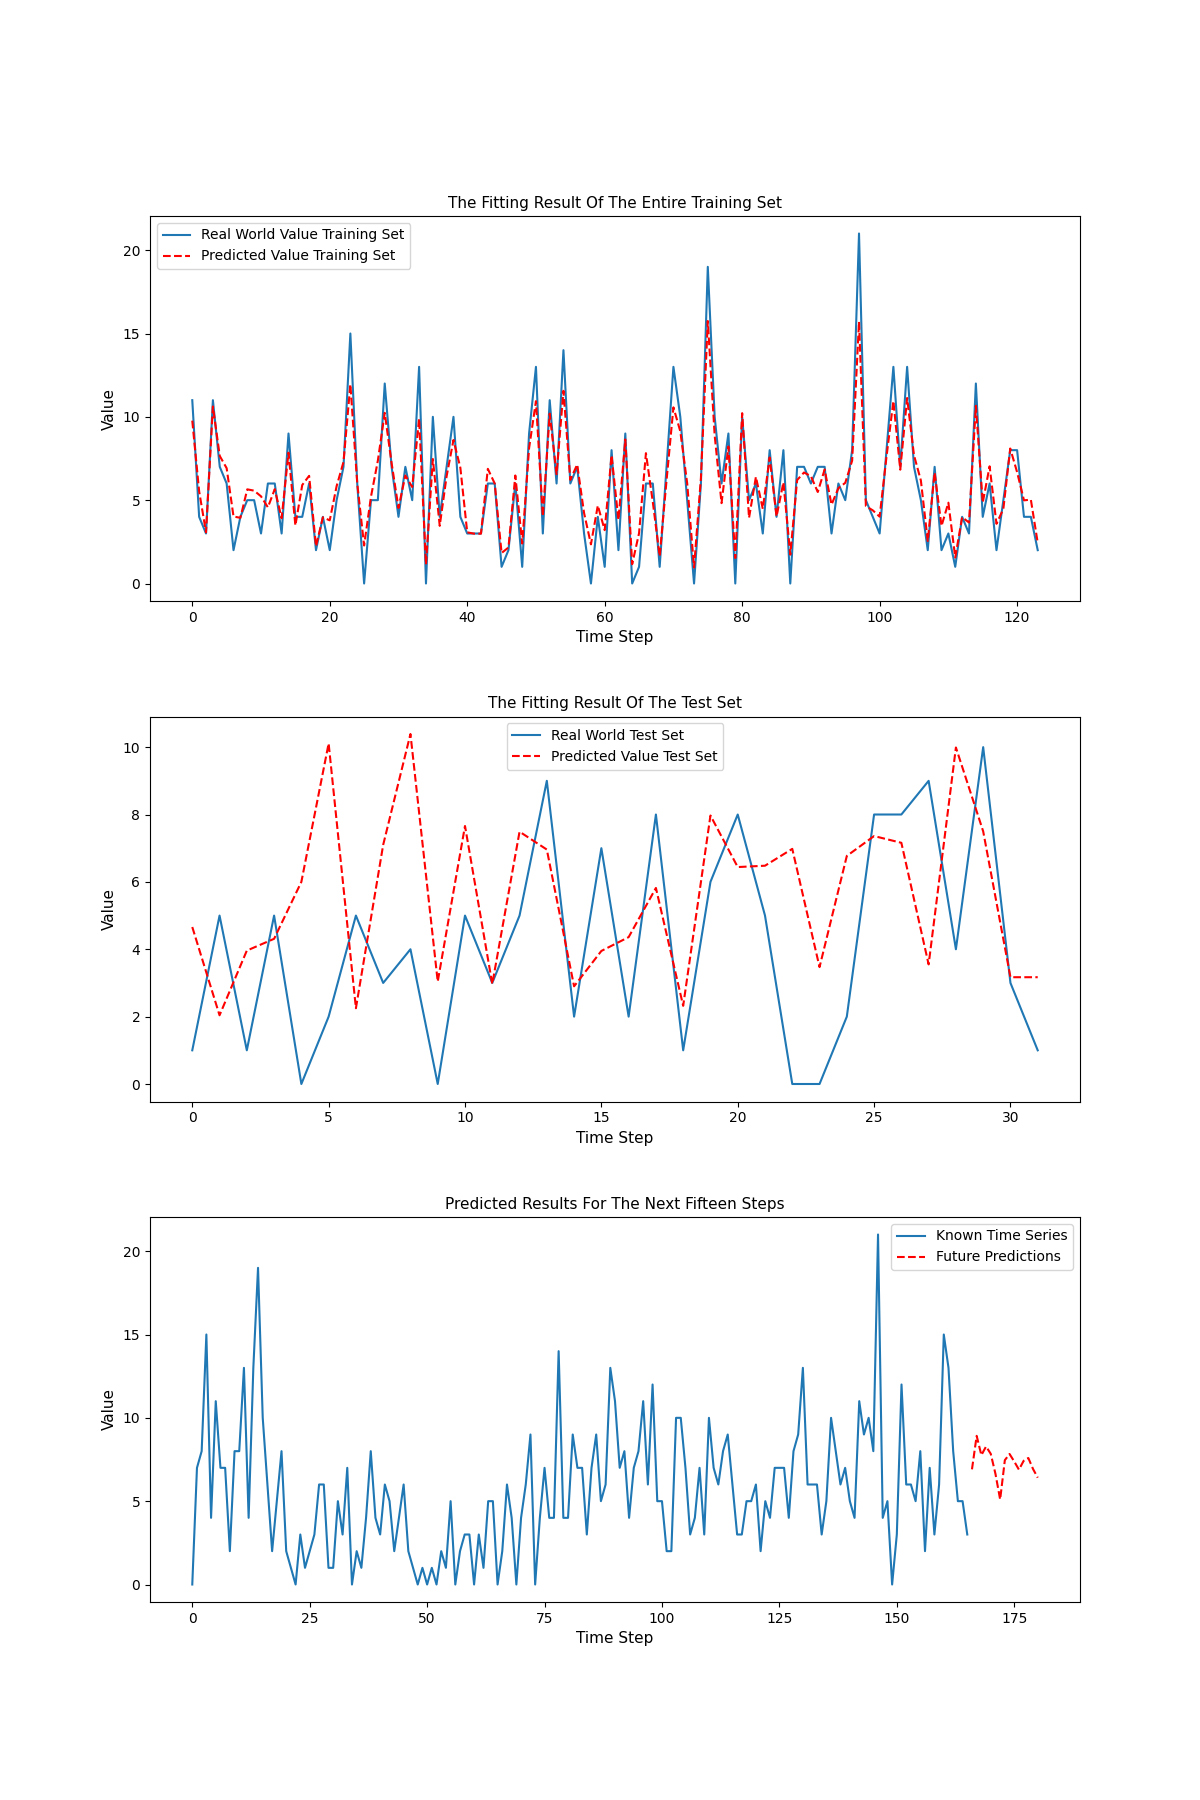 The Fitting Result Of The Entire Training Set
Real World Value Training Set
Predicted Value Training Set
Value
20
15
10
5
0
0 20 40 60 80 100 120
Time Step
The Fitting Result Of The Test Set
Real World Test Set
Predicted Value Test Set
Value
10
8
6
4
2
0
0 5 10 15 20 25 30
Time Step
Predicted Results For The Next Fifteen Steps
Known Time Series
Future Predictions
Value
20
15
10
5
0
0 25 50 75 100 125 150 175
Time Step